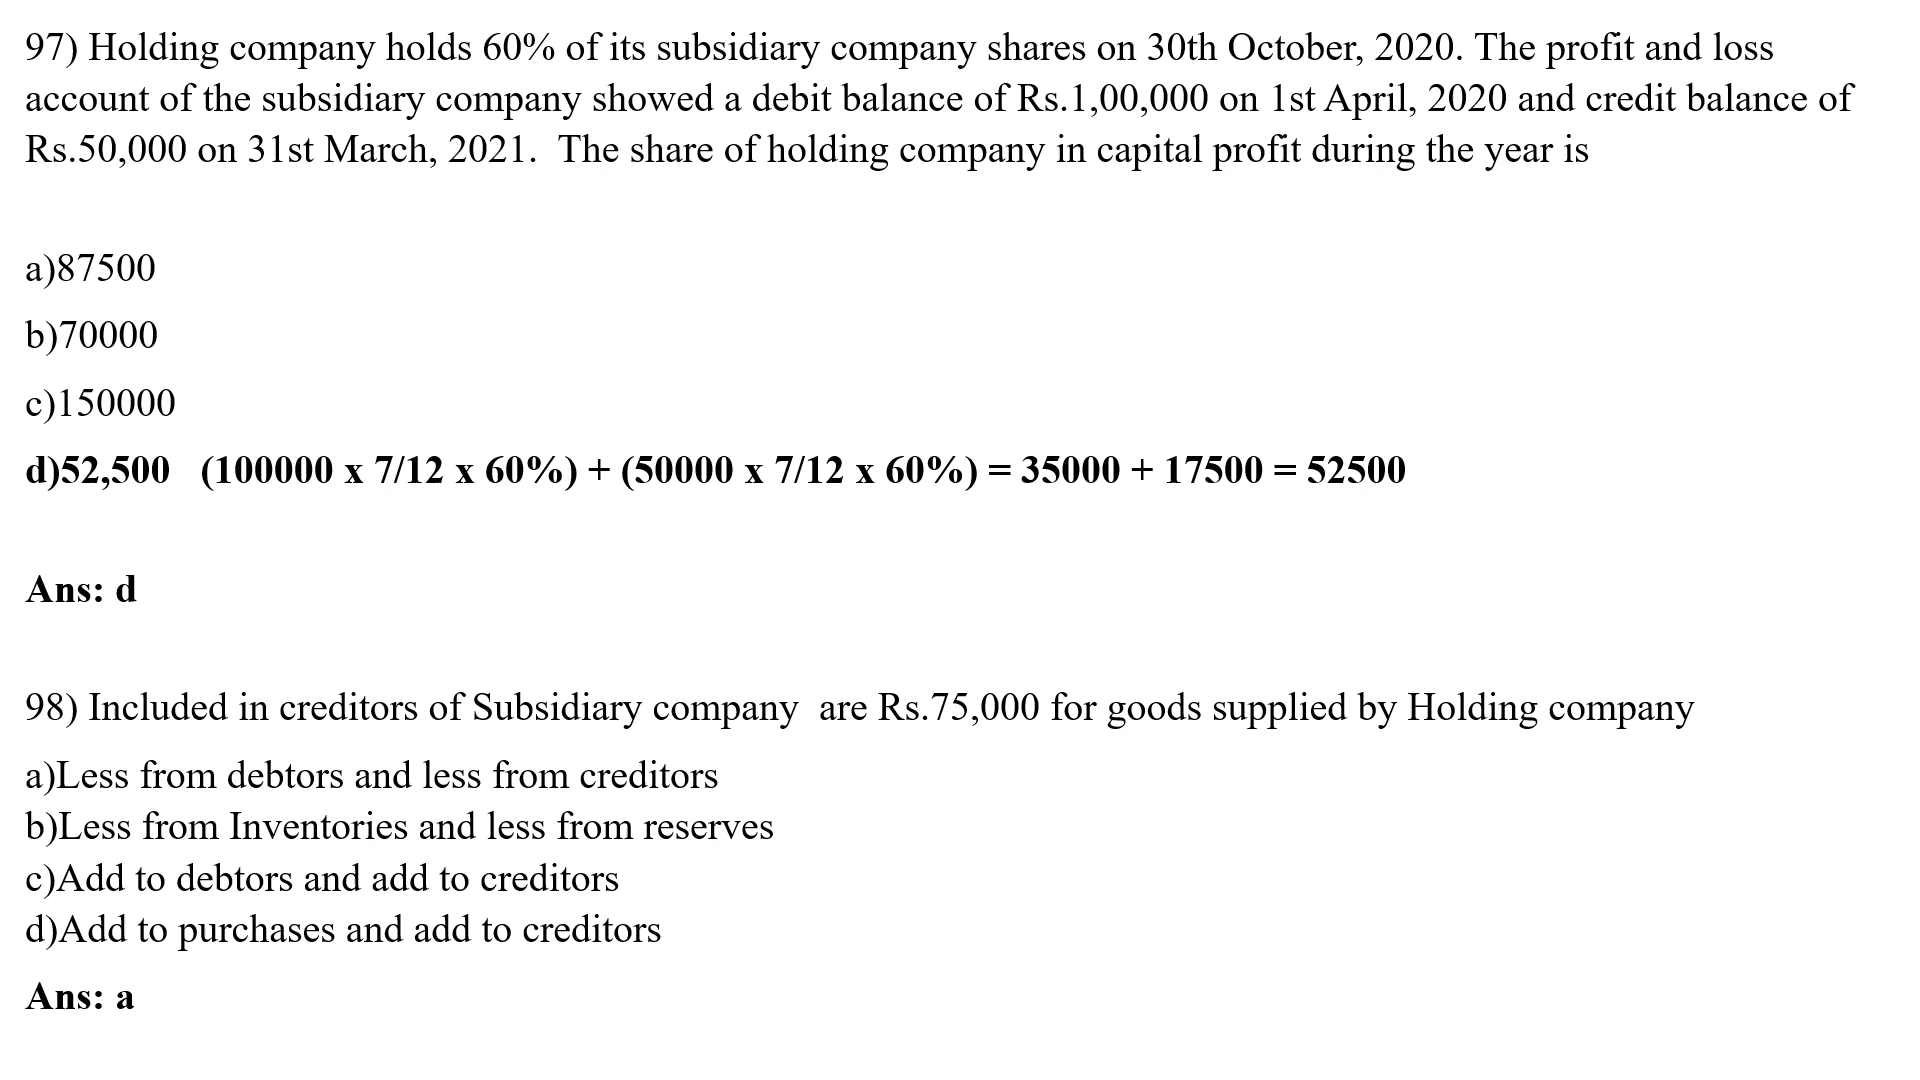 97) Holding company holds 60% of its subsidiary company shares on 30th October, 2020. The profit and loss
account of the subsidiary company showed a debit balance of Rs.1,00,000 on 1st April, 2020 and credit balance of
Rs.50,000 on 31st March, 2021.  The share of holding company in capital profit during the year is
a)87500
b)70000
c)150000
d)52,500   (100000 x 7/12 x 60%) + (50000 x 7/12 x 60%) = 35000 + 17500 = 52500
Ans: d
98) Included in creditors of Subsidiary company  are Rs.75,000 for goods supplied by Holding company
a)Less from debtors and less from creditors
b)Less from Inventories and less from reserves
c)Add to debtors and add to creditors
d)Add to purchases and add to creditors
Ans: a